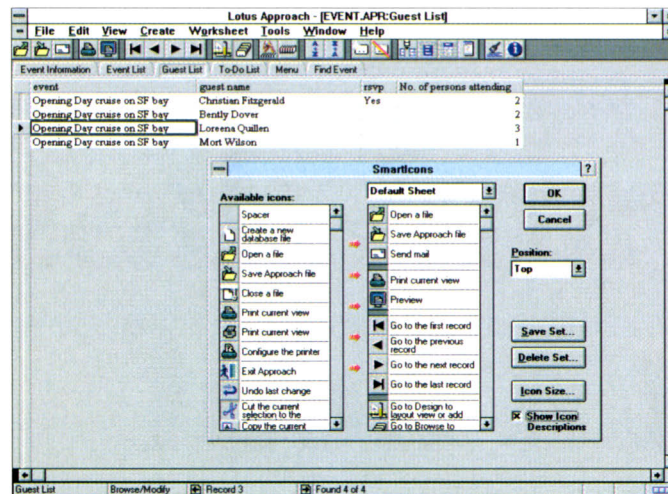 Lotus Approach - [EVENT.APR:Guest List]
File Edit View Create Worksheet Tools Window Help
Event Information Event List Guest List To-Do List Menu Find Event
event guest name rsvp No. of persons attending
Opening Day cruise on SF bay Christian Fitzgerald Yes 2
Opening Day cruise on SF bay Bently Dover 2
Opening Day cruise on SF bay Loreena Quillen 3
Opening Day cruise on SF bay Mort Wilson 1
SmartIcons ?
Available icons:
Spacer
Create a new
database file
Open a file
Save Approach file
Close a file
Print current view
Print current view
Configure the printer
Exit Approach
Undo last change
Cut the current
selection to the
Copy the current
Default Sheet
Open a file
Save Approach file
Send mail
Print current view
Preview
Go to the first record
Go to the previous
record
Go to the next record
Go to the last record
Go to Design to
layout view or add
Go to Browse to
OK
Cancel
Position:
Top
Save Set...
Delete Set...
Icon Size...
Show Icon
Descriptions
Guest List Browse/Modify Record 3 Found 4 of 4